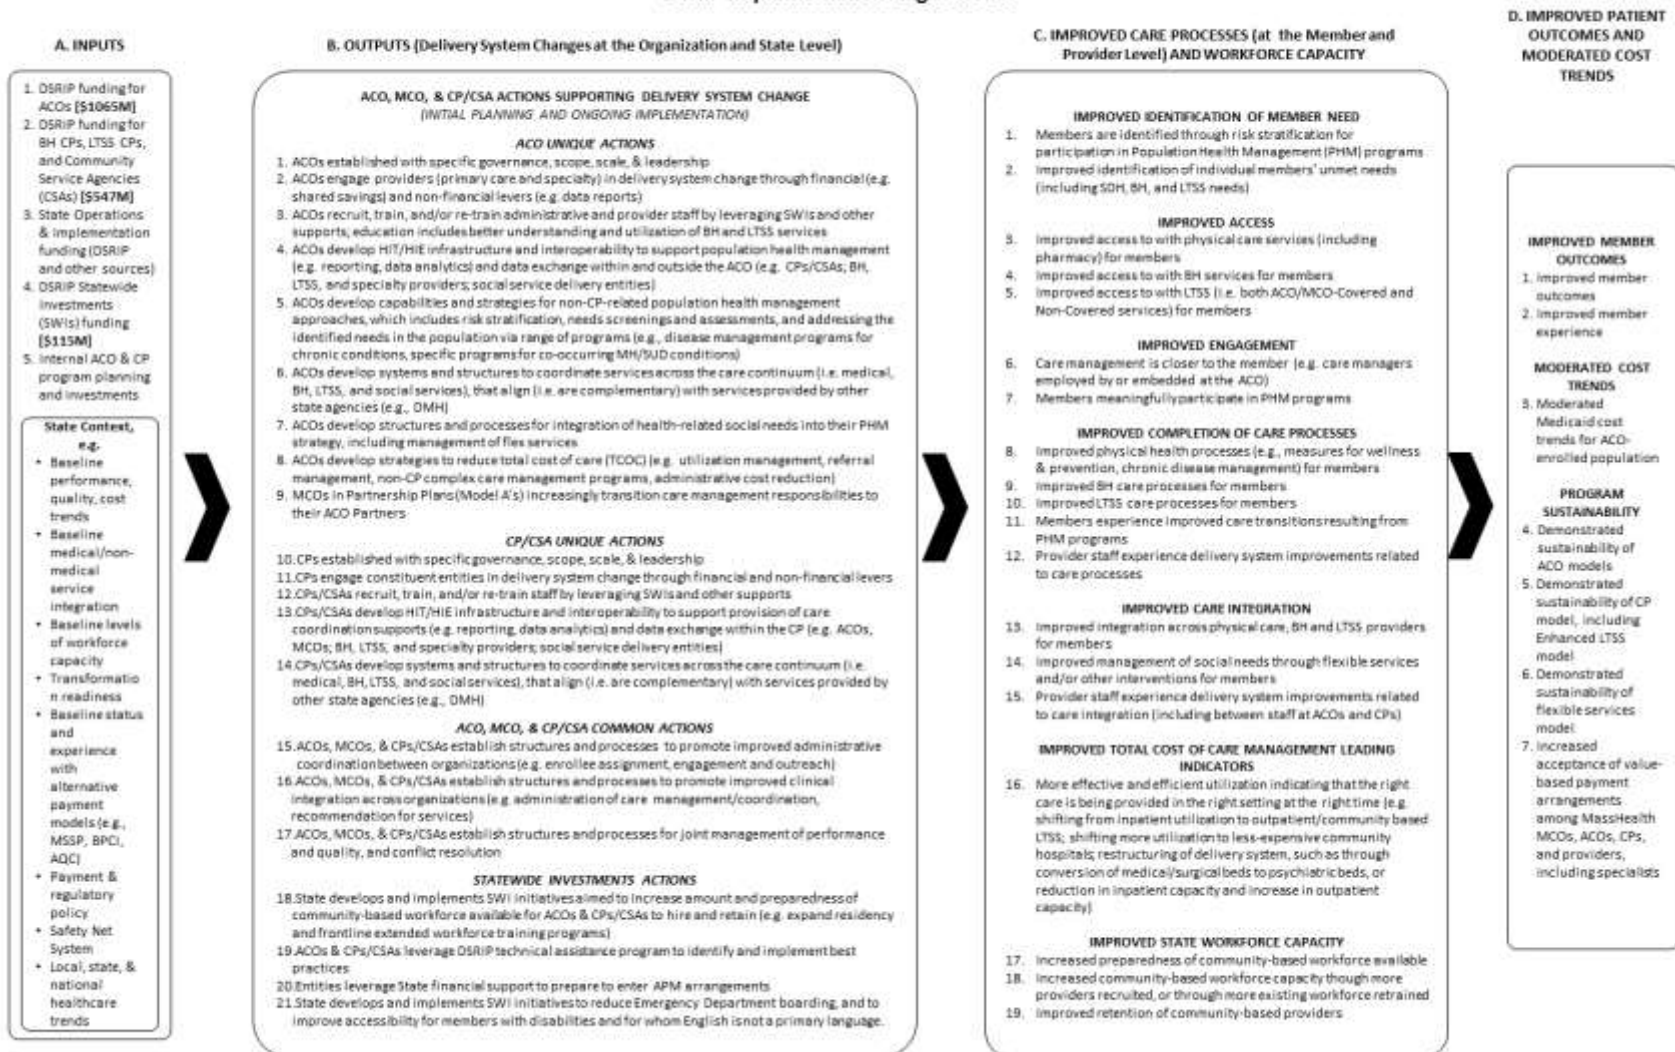 A. INPUTS
1. DSRIP funding for
ACOs [$1065M]
2. DSRIP funding for
BH CPs, LTSS CPs,
and Community
Service Agencies
(CSAs) [$547M]
3. State Operations
& Implementation
funding (DSRIP
and other sources)
4. DSRIP Statewide
Investments
(SWIs) funding
[$115M]
5. Internal ACO & CP
program planning
and investments
State Context,
e.g.
• Baseline
performance,
quality, cost
trends
• Baseline
medical/non-
medical
service
integration
• Baseline levels
of workforce
capacity
• Transformatio
n readiness
• Baseline status
and
experience
with
alternative
payment
models (e.g.,
MSSP, BPCI,
AQC)
• Payment &
regulatory
policy
• Safety Net
System
• Local, state, &
national
healthcare
trends
B. OUTPUTS (Delivery System Changes at the Organization and State Level)
ACO, MCO, & CP/CSA ACTIONS SUPPORTING DELIVERY SYSTEM CHANGE
(INITIAL PLANNING AND ONGOING IMPLEMENTATION)
ACO UNIQUE ACTIONS
1. ACOs established with specific governance, scope, scale, & leadership
2. ACOs engage providers (primary care and specialty) in delivery system change through financial (e.g.
shared savings) and non-financial levers (e.g. data reports)
3. ACOs recruit, train, and/or re-train administrative and provider staff by leveraging SWIs and other
supports; education includes better understanding and utilization of BH and LTSS services
4. ACOs develop HIT/HIE infrastructure and interoperability to support population health management
(e.g. reporting, data analytics) and data exchange within and outside the ACO (e.g. CPs/CSAs; BH,
LTSS, and specialty providers; social service delivery entities)
5. ACOs develop capabilities and strategies for non-CP-related population health management
approaches, which includes risk stratification, needs screenings and assessments, and addressing the
identified needs in the population via range of programs (e.g., disease management programs for
chronic conditions, specific programs for co-occurring MH/SUD conditions)
6. ACOs develop systems and structures to coordinate services across the care continuum (i.e. medical,
BH, LTSS, and social services), that align (i.e. are complementary) with services provided by other
state agencies (e.g., DMH)
7. ACOs develop structures and processes for integration of health-related social needs into their PHM
strategy, including management of flex services
8. ACOs develop strategies to reduce total cost of care (TCOC) (e.g. utilization management, referral
management, non-CP complex care management programs, administrative cost reduction)
9. MCOs in Partnership Plans (Model A's) increasingly transition care management responsibilities to
their ACO Partners
CP/CSA UNIQUE ACTIONS
10.CPs established with specific governance, scope, scale, & leadership
11.CPs engage constituent entities in delivery system change through financial and non-financial levers
12.CPs/CSAs recruit, train, and/or re-train staff by leveraging SWIs and other supports
13.CPs/CSAs develop HIT/HIE infrastructure and interoperability to support provision of care
coordination supports (e.g. reporting, data analytics) and data exchange within the CP (e.g. ACOs,
MCOs; BH, LTSS, and specialty providers; social service delivery entities)
14.CPs/CSAs develop systems and structures to coordinate services across the care continuum (i.e.
medical, BH, LTSS, and social services), that align (i.e. are complementary) with services provided by
other state agencies (e.g., DMH)
ACO, MCO, & CP/CSA COMMON ACTIONS
15.ACOs, MCOs, & CPs/CSAs establish structures and processes to promote improved administrative
coordination between organizations (e.g. enrollee assignment, engagement and outreach)
16.ACOs, MCOs, & CPs/CSAs establish structures and processes to promote improved clinical
integration across organizations (e.g. administration of care management/coordination,
recommendation for services)
17.ACOs, MCOs, & CPs/CSAs establish structures and processes for joint management of performance
and quality, and conflict resolution
STATEWIDE INVESTMENTS ACTIONS
18.State develops and implements SWI initiatives aimed to increase amount and preparedness of
community-based workforce available for ACOs & CPs/CSAs to hire and retain (e.g. expand residency
and frontline extended workforce training programs)
19.ACOs & CPs/CSAs leverage DSRIP technical assistance program to identify and implement best
practices
20.Entities leverage State financial support to prepare to enter APM arrangements
21.State develops and implements SWI initiatives to reduce Emergency Department boarding, and to
improve accessibility for members with disabilities and for whom English is not a primary language.
C. IMPROVED CARE PROCESSES (at the Member and
Provider Level) AND WORKFORCE CAPACITY
IMPROVED IDENTIFICATION OF MEMBER NEED
1. Members are identified through risk stratification for
participation in Population Health Management (PHM) programs
2. Improved identification of individual members' unmet needs
(including SDH, BH, and LTSS needs)
IMPROVED ACCESS
3. Improved access to with physical care services (including
pharmacy) for members
4. Improved access to with BH services for members
5. Improved access to with LTSS (i.e. both ACO/MCO-Covered and
Non-Covered services) for members
IMPROVED ENGAGEMENT
6. Care management is closer to the member (e.g. care managers
employed by or embedded at the ACO)
7. Members meaningfully participate in PHM programs
IMPROVED COMPLETION OF CARE PROCESSES
8. Improved physical health processes (e.g., measures for wellness
& prevention, chronic disease management) for members
9. Improved BH care processes for members
10. Improved LTSS care processes for members
11. Members experience improved care transitions resulting from
PHM programs
12. Provider staff experience delivery system improvements related
to care processes
IMPROVED CARE INTEGRATION
13. Improved integration across physical care, BH and LTSS providers
for members
14. Improved management of social needs through flexible services
and/or other interventions for members
15. Provider staff experience delivery system improvements related
to care integration (including between staff at ACOs and CPs)
IMPROVED TOTAL COST OF CARE MANAGEMENT LEADING
INDICATORS
16. More effective and efficient utilization indicating that the right
care is being provided in the right setting at the right time (e.g.
shifting from inpatient utilization to outpatient/community based
LTSS; shifting more utilization to less-expensive community
hospitals; restructuring of delivery system, such as through
conversion of medical/surgical beds to psychiatric beds, or
reduction in inpatient capacity and increase in outpatient
capacity)
IMPROVED STATE WORKFORCE CAPACITY
17. Increased preparedness of community-based workforce available
18. Increased community-based workforce capacity though more
providers recruited, or through more existing workforce retrained
19. Improved retention of community-based providers
D. IMPROVED PATIENT
OUTCOMES AND
MODERATED COST
TRENDS
IMPROVED MEMBER
OUTCOMES
1. Improved member
outcomes
2. Improved member
experience
MODERATED COST
TRENDS
3. Moderated
Medicaid cost
trends for ACO-
enrolled population
PROGRAM
SUSTAINABILITY
4. Demonstrated
sustainability of
ACO models
5. Demonstrated
sustainability of CP
model, including
Enhanced LTSS
model
6. Demonstrated
sustainability of
flexible services
model
7. Increased
acceptance of value-
based payment
arrangements
among MassHealth
MCOs, ACOs, CPs,
and providers,
including specialists